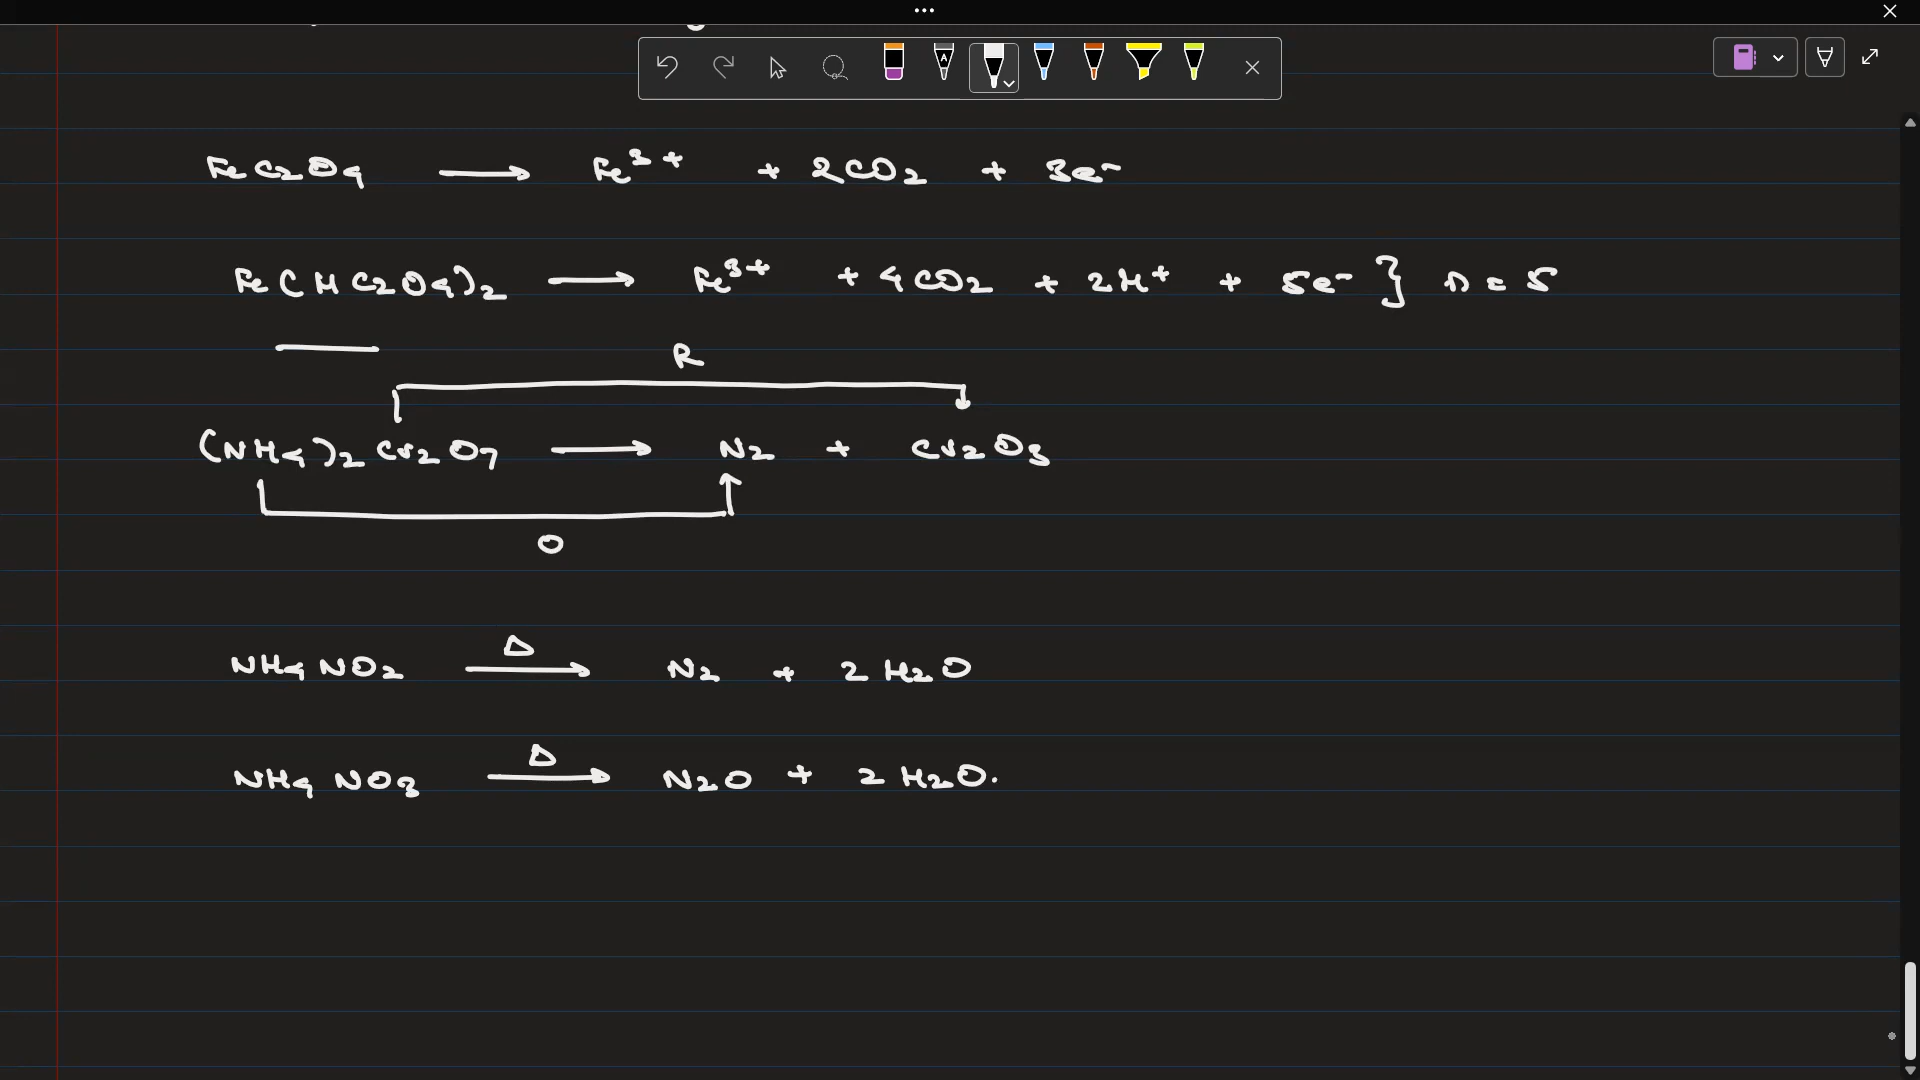 FeC2O4 ⟶ Fe³⁺ + 2CO2 + 3e⁻
Fe(HC2O4)2 ⟶ Fe³⁺ + 4CO2 + 2H⁺ + 5e⁻ } n = 5
R
(NH4)2Cr2O7 ⟶ N2 + Cr2O3
O
Δ
NH4NO2 ⟶ N2 + 2H2O
Δ
NH4NO3 ⟶ N2O + 2H2O.